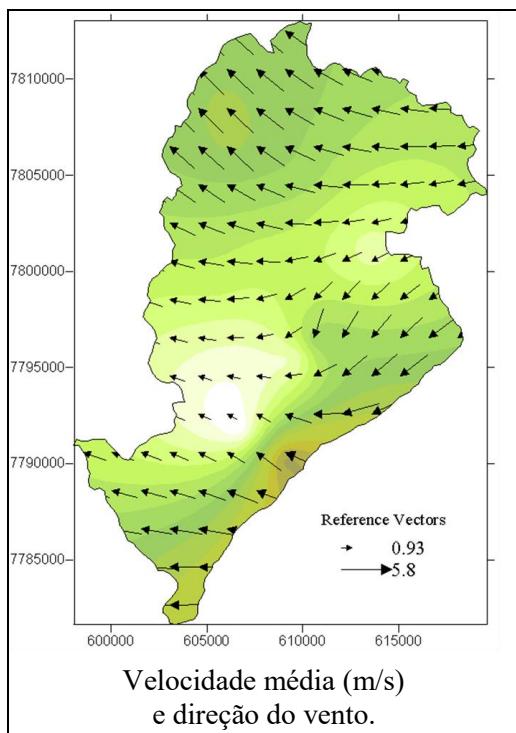 7810000
7805000
7800000
7795000
7790000
7785000
Reference Vectors
0.93
5.8
600000 605000 610000 615000
Velocidade média (m/s)
e direção do vento.